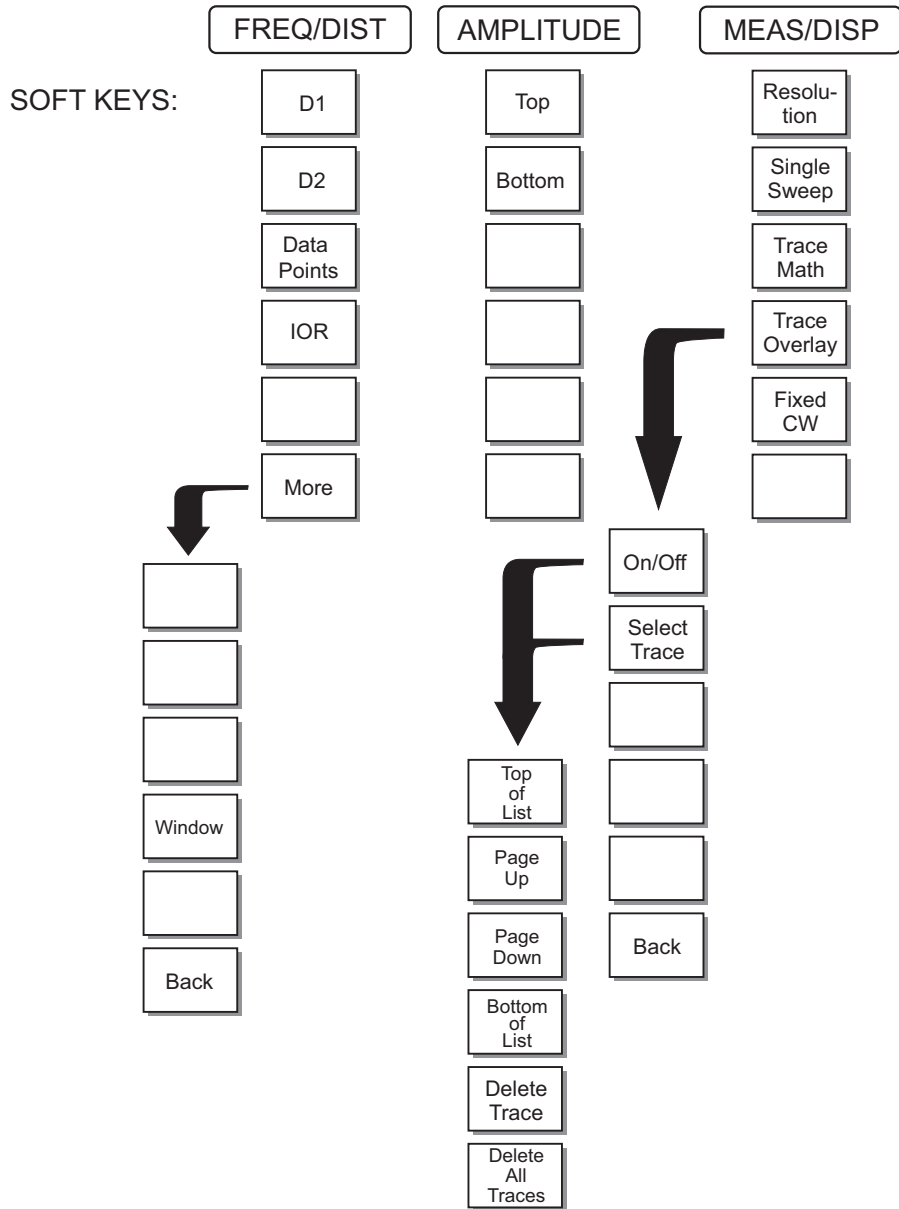 FREQ/DIST
AMPLITUDE
MEAS/DISP
SOFT KEYS:
D1
D2
Data
Points
IOR
More
Window
Back
Top
Bottom
Resolu-
tion
Single
Sweep
Trace
Math
Trace
Overlay
Fixed
CW
On/Off
Select
Trace
Back
Top
of
List
Page
Up
Page
Down
Bottom
of
List
Delete
Trace
Delete
All
Traces